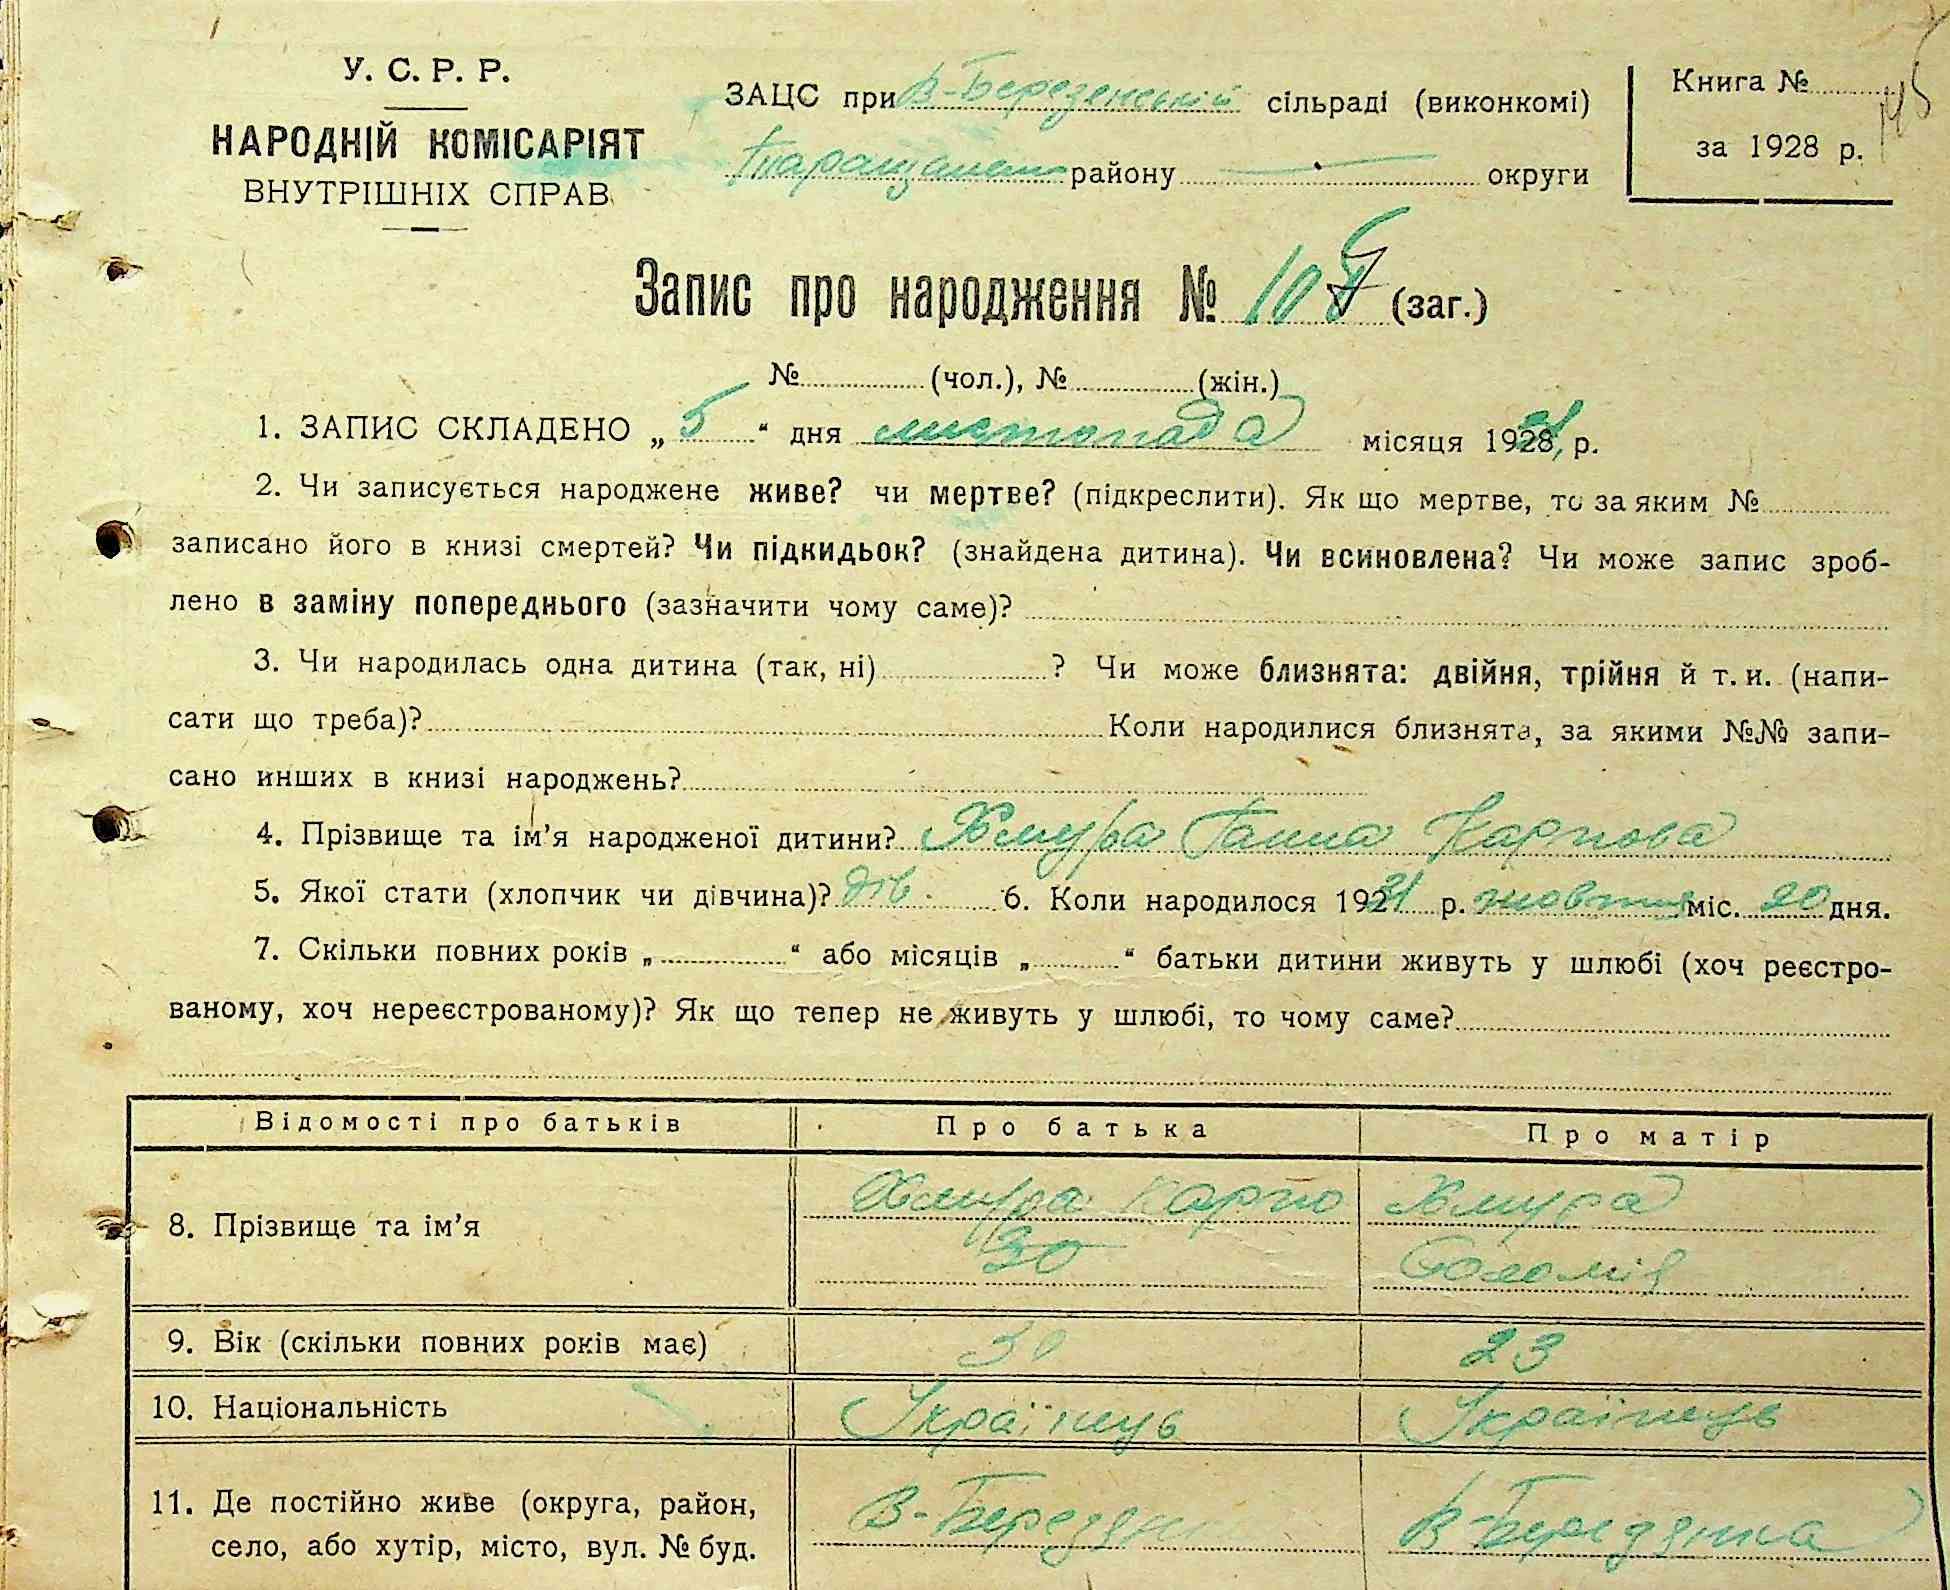 У. С. Р. Р.
НАРОДНІЙ КОМІСАРІЯТ
ВНУТРІШНІХ СПРАВ
ЗАЦС при В-Березенській сільраді (виконкомі)
району округи
Книга №
за 1928 р.
145
Запис про народження № 107 (заг.)
№ (чол.), № (жін.)
1. ЗАПИС СКЛАДЕНО „ 5 “ дня листопада місяця 1931 р.
2. Чи записується народжене живе? чи мертве? (підкреслити). Як що мертве, то за яким №
записано його в книзі смертей? Чи підкидьок? (знайдена дитина). Чи всиновлена? Чи може запис зроб-
лено в заміну попереднього (зазначити чому саме)?
3. Чи народилась одна дитина (так, ні) ? Чи може близнята: двійня, трійня й т. и. (напи-
сати що треба)? Коли народилися близнята, за якими №№ запи-
сано инших в книзі народжень?
4. Прізвище та ім’я народженої дитини? Хмура Ганна Карпова
5. Якої стати (хлопчик чи дівчина)? дів. 6. Коли народилося 1931 р. жовтня міс. 20 дня.
7. Скільки повних років „ “ або місяців „ “ батьки дитини живуть у шлюбі (хоч реєстро-
ваному, хоч нереєстрованому)? Як що тепер не живуть у шлюбі, то чому саме?
Відомості про батьків Про батька Про матір
8. Прізвище та ім’я Хмура Карпо Хмура
30 Соломія
9. Вік (скільки повних років має) 30 23
10. Національність Українець Українець
11. Де постійно живе (округа, район, В-Березянка В-Березянка
село, або хутір, місто, вул. № буд.